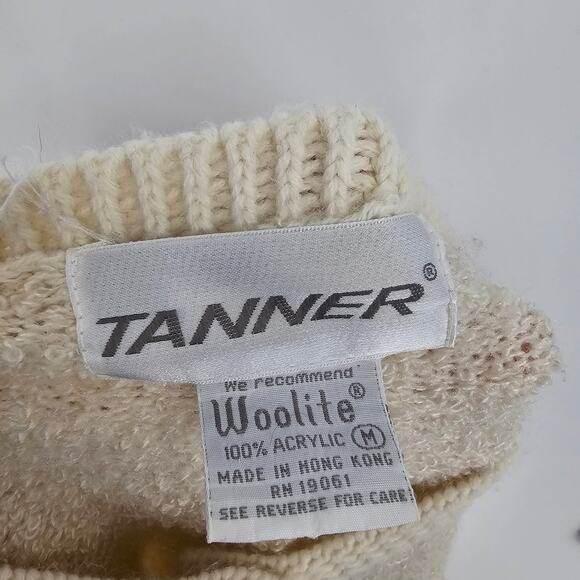 TANNER®
We recommend
Woolite®
100% ACRYLIC M
MADE IN HONG KONG
RN 19061
SEE REVERSE FOR CARE